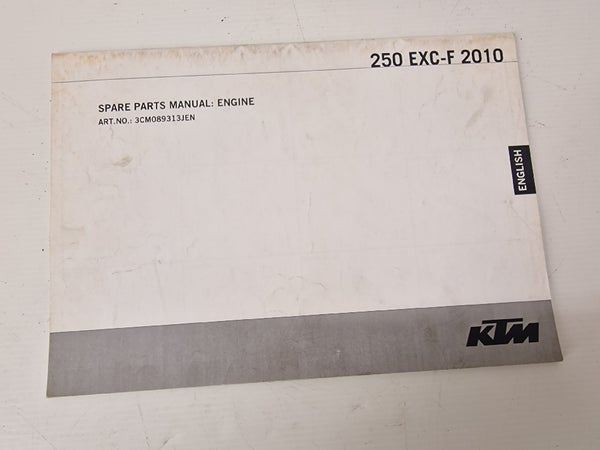 250 EXC-F 2010
SPARE PARTS MANUAL: ENGINE
ART.NO.: 3CM089313JEN
ENGLISH
KTM